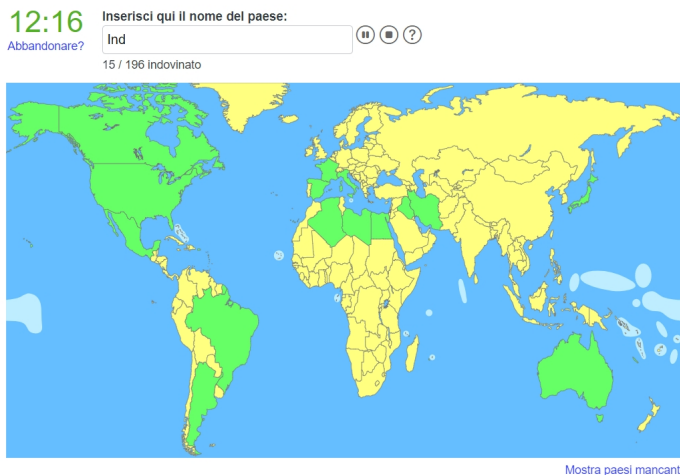 12:16
Abbandonare?
Inserisci qui il nome del paese:
Ind
?
15 / 196 indovinato
Mostra paesi mancant